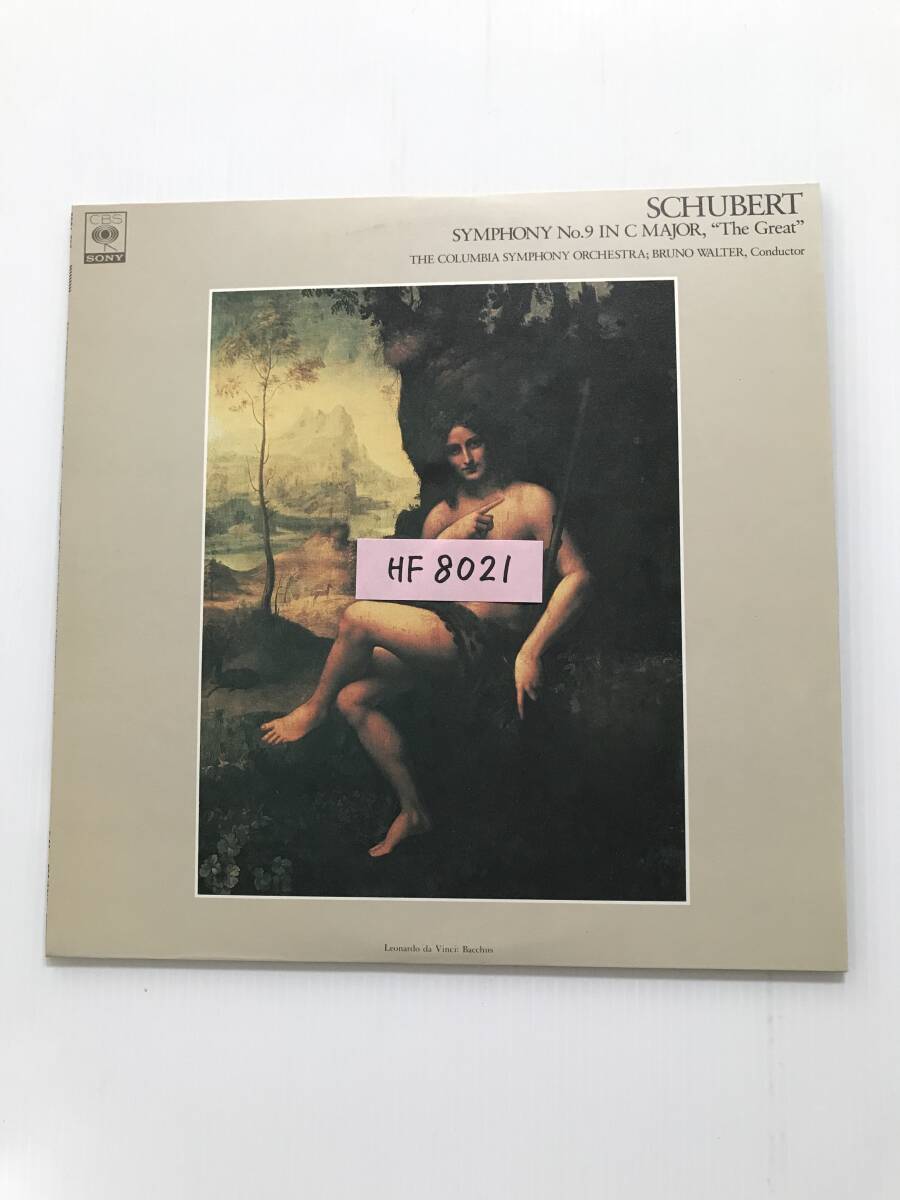 CBS
SONY
SCHUBERT
SYMPHONY No.9 IN C MAJOR, “The Great”
THE COLUMBIA SYMPHONY ORCHESTRA; BRUNO WALTER, Conductor
HF 8021
Leonardo da Vinci: Bacchus